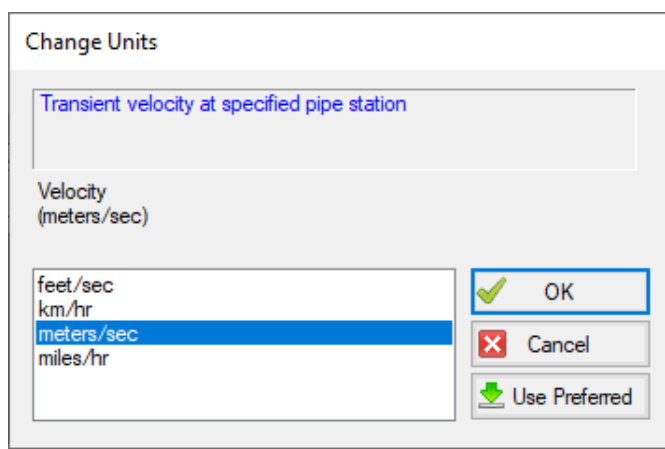 Change Units
Transient velocity at specified pipe station
Velocity
(meters/sec)
feet/sec
km/hr
meters/sec
miles/hr
OK
Cancel
Use Preferred